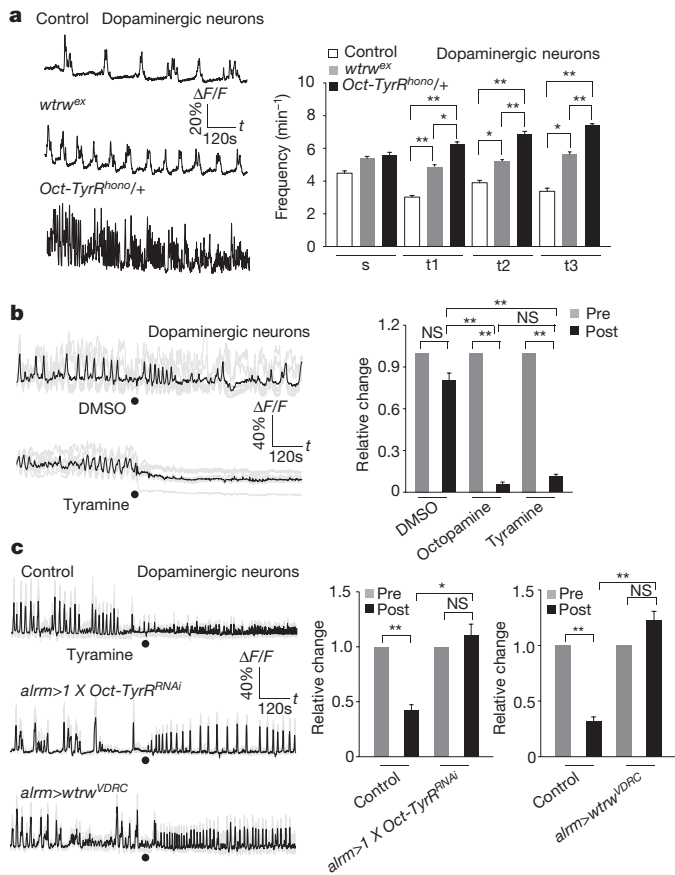 a
Control Dopaminergic neurons
ΔF/F
20%
t
120s
wtrw^ex
Oct-TyrR^hono/+
Control
wtrw^ex
Oct-TyrR^hono/+
Dopaminergic neurons
Frequency (min⁻¹)
10
8
6
4
2
0
** ** *
** * **
** * **
s t1 t2 t3
b
Dopaminergic neurons
DMSO
ΔF/F
40%
t
120s
Tyramine
Pre
Post
Relative change
1.2
0.9
0.6
0.3
0
**
NS ** ** NS **
DMSO
Octopamine
Tyramine
c
Control Dopaminergic neurons
Tyramine
ΔF/F
40%
t
120s
alrm>1 X Oct-TyrR^RNAi
alrm>wtrw^VDRC
Pre
Post
Relative change
1.5
1.0
0.5
0
*
** NS
Control
alrm>1 X Oct-TyrR^RNAi
Pre
Post
Relative change
1.5
1.0
0.5
0
**
** NS
Control
alrm>wtrw^VDRC